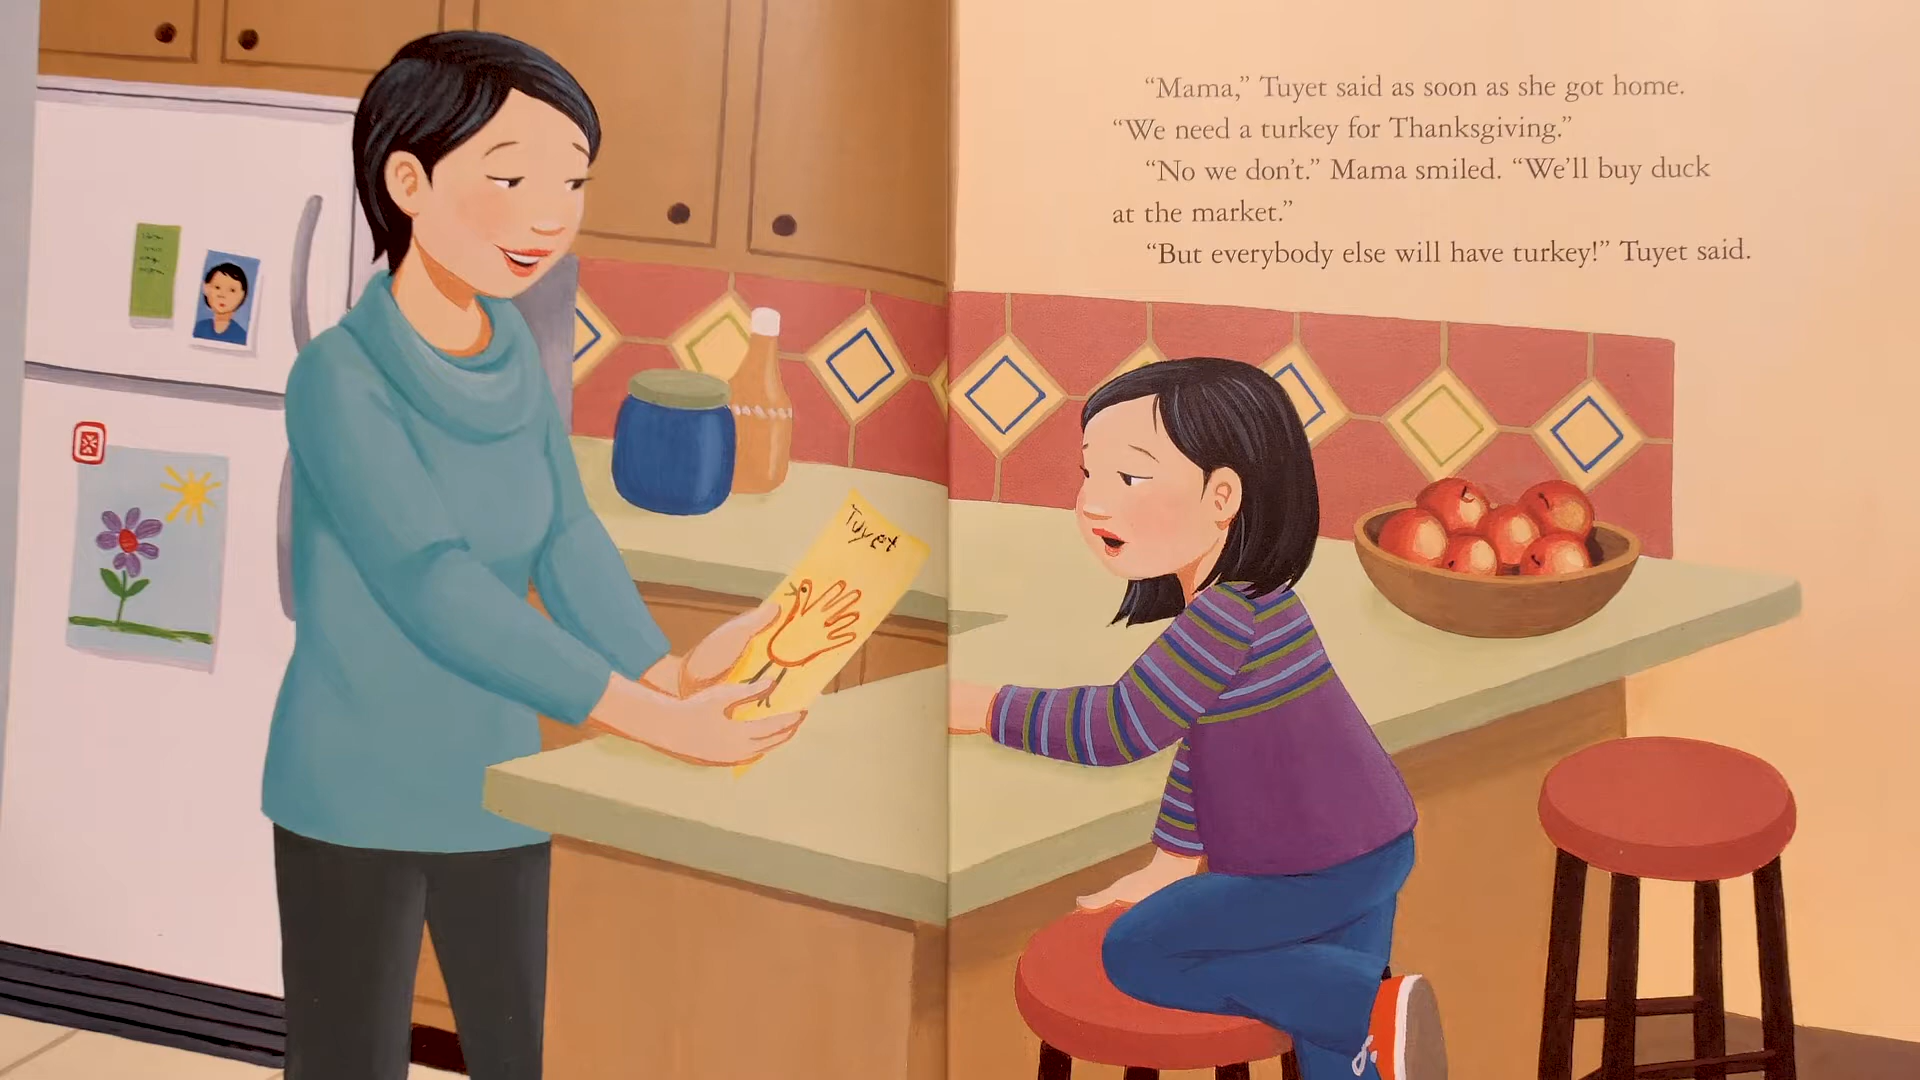 “Mama,” Tuyet said as soon as she got home.
“We need a turkey for Thanksgiving.”
“No we don’t.” Mama smiled. “We’ll buy duck
at the market.”
“But everybody else will have turkey!” Tuyet said.
Tuyet